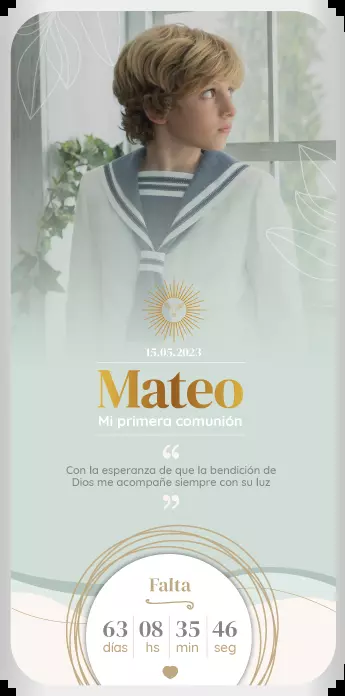 15.05.2023
Mateo
Mi primera comunión
“
Con la esperanza de que la bendición de
Dios me acompañe siempre con su luz
”
Falta
63 08 35 46
días hs min seg